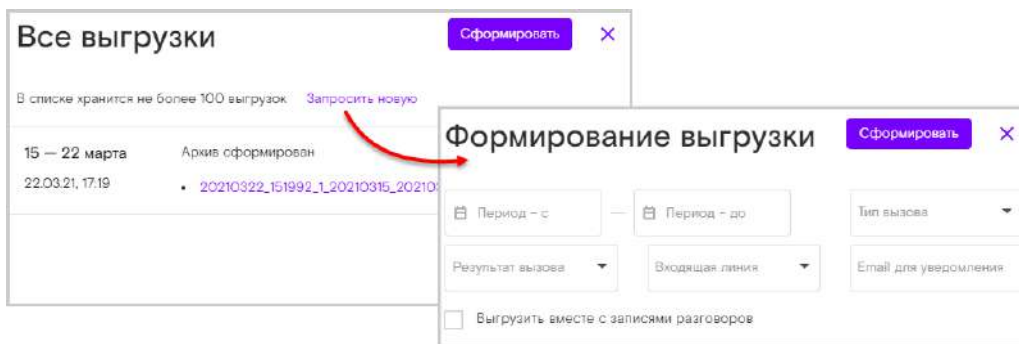 Все выгрузки
Сформировать
В списке хранится не более 100 выгрузок Запросить новую
15 — 22 марта Архив сформирован
22.03.21, 17:19
• 20210322_151992_1_20210315_20210
Формирование выгрузки
Сформировать
Период – с — Период – до
Тип вызова
Результат вызова
Входящая линия
Email для уведомления
Выгрузить вместе с записями разговоров